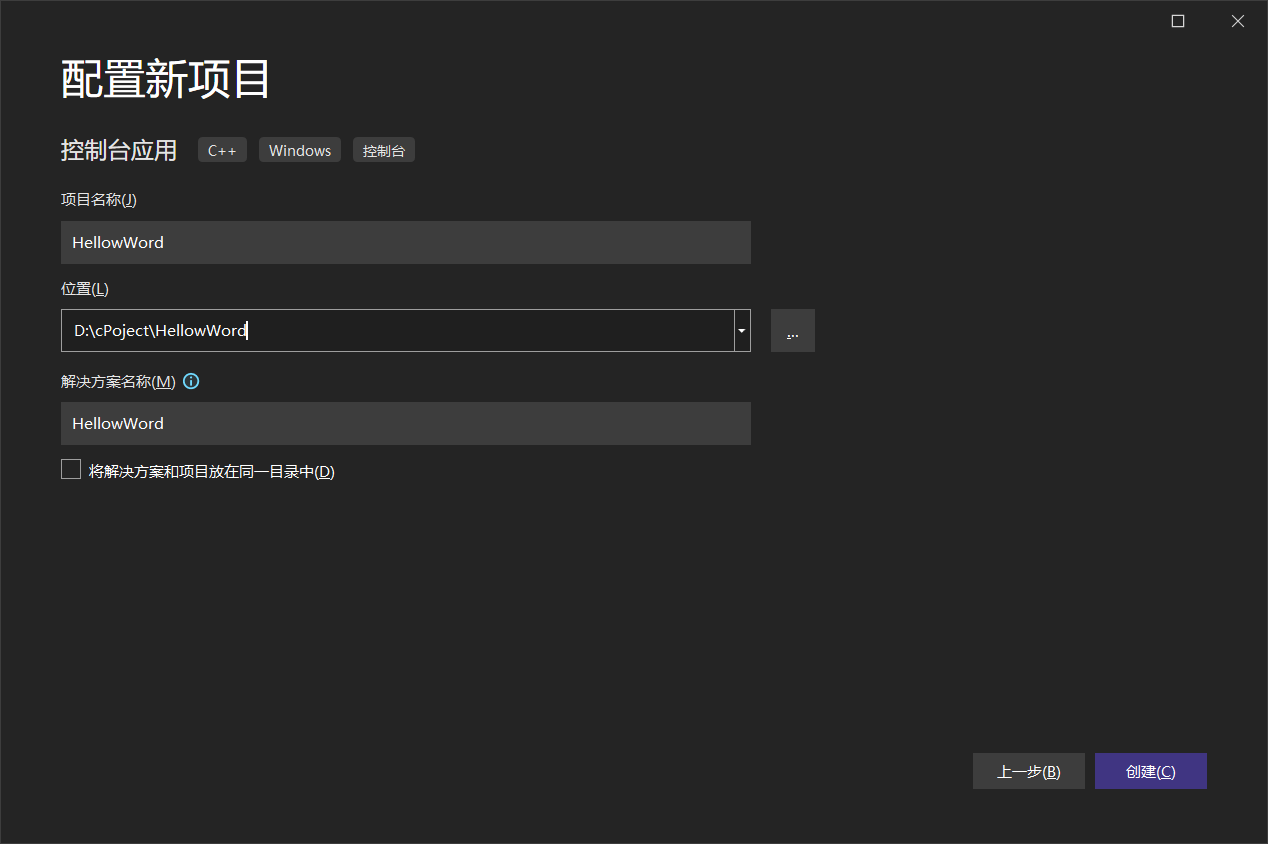 配置新项目
控制台应用 C++ Windows 控制台
项目名称(J)
HellowWord
位置(L)
D:\cPoject\HellowWord
...
解决方案名称(M)
HellowWord
将解决方案和项目放在同一目录中(D)
上一步(B) 创建(C)